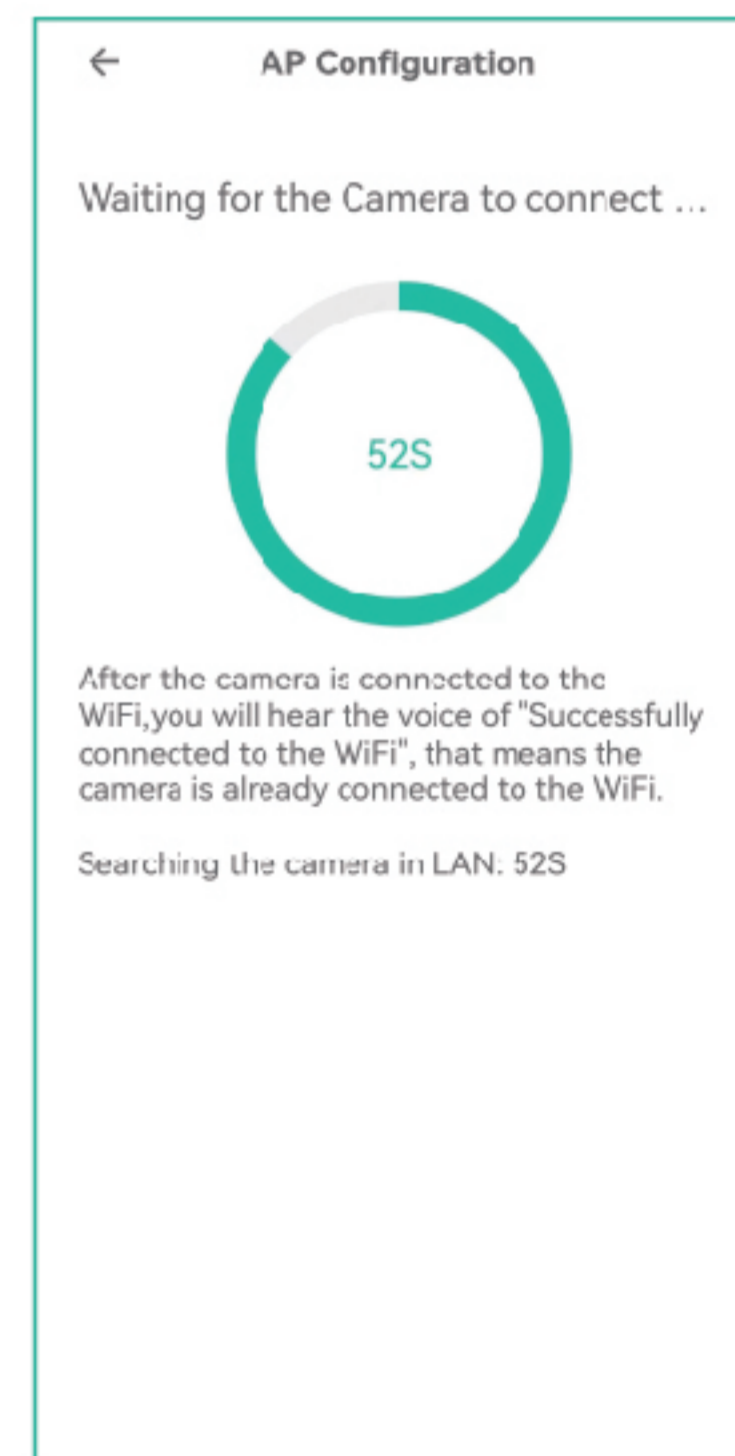 AP Configuration
Waiting for the Camera to connect ...
52S
After the camera is connected to the
WiFi,you will hear the voice of "Successfully
connected to the WiFi", that means the
camera is already connected to the WiFi.
Searching the camera in LAN: 52S